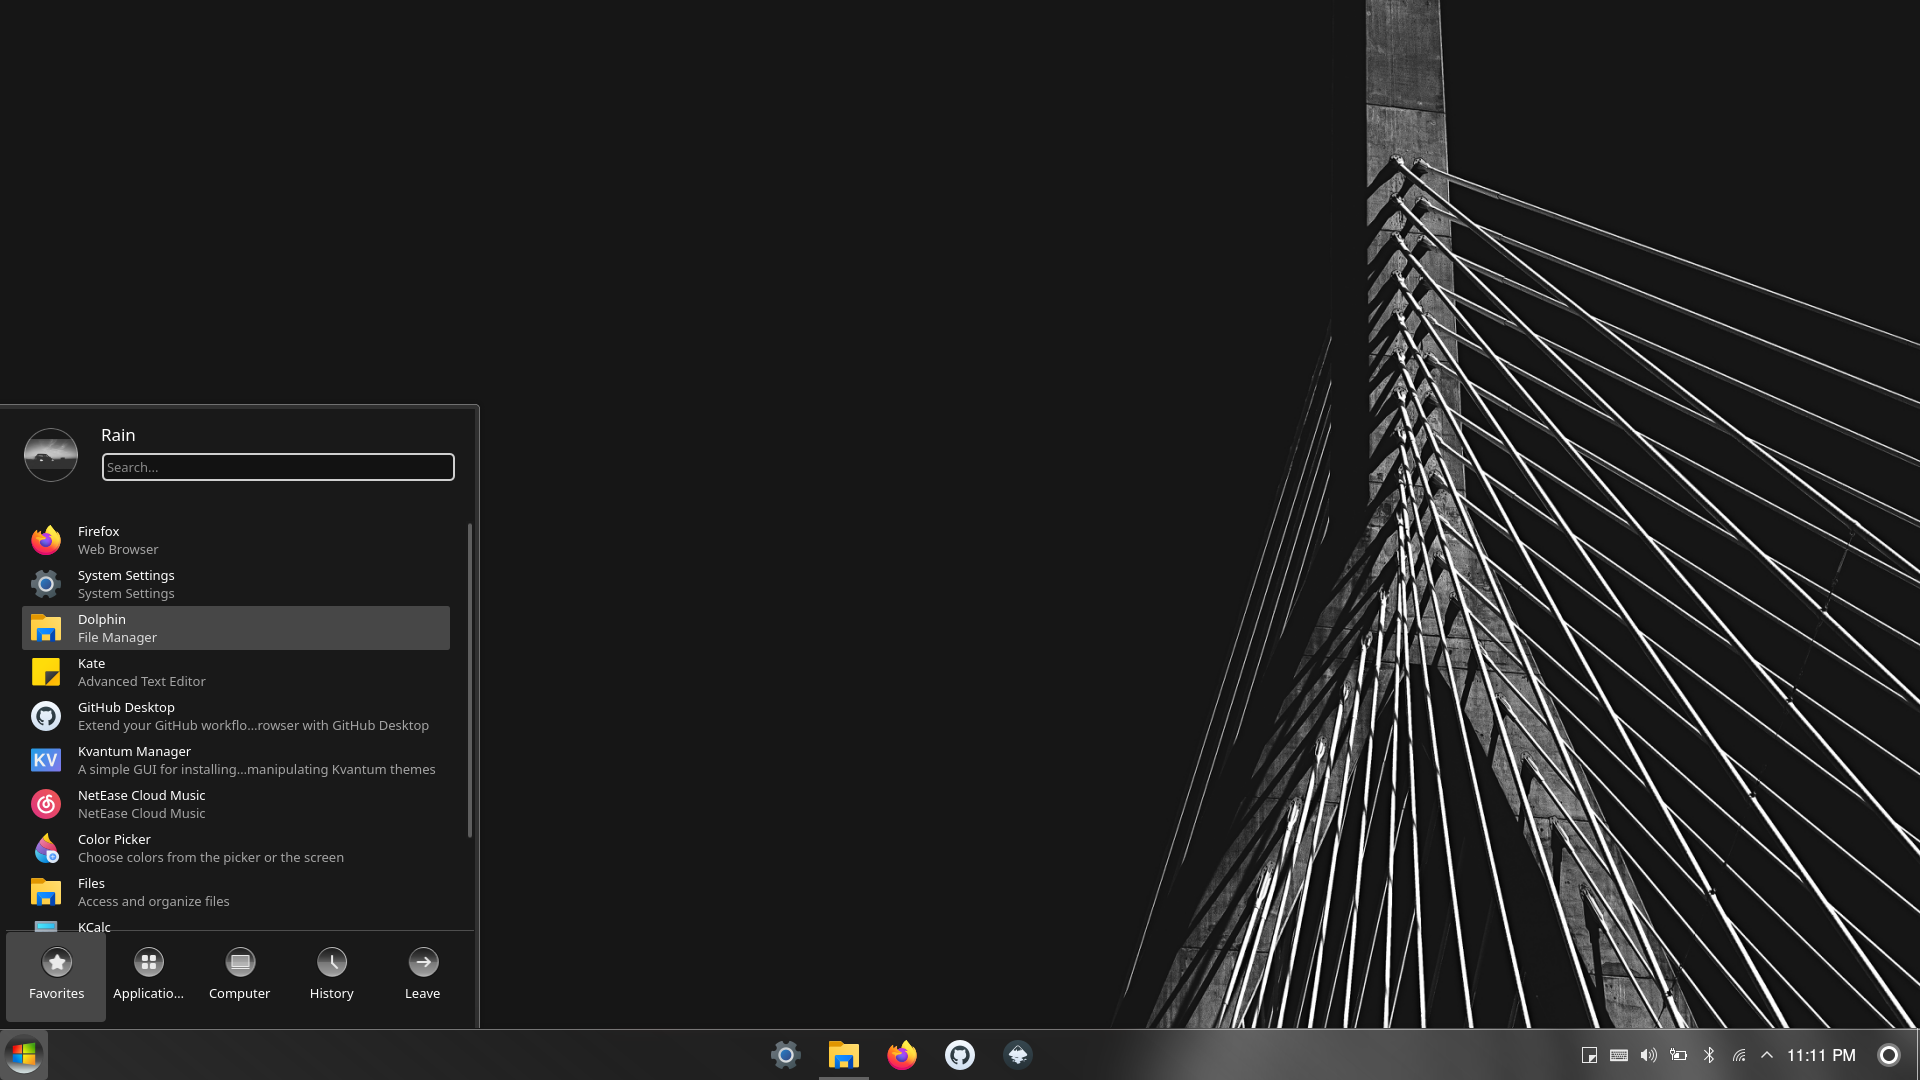 Rain
Search...
Firefox
Web Browser
System Settings
System Settings
Dolphin
File Manager
Kate
Advanced Text Editor
GitHub Desktop
Extend your GitHub workflo...rowser with GitHub Desktop
KV
Kvantum Manager
A simple GUI for installing...manipulating Kvantum themes
NetEase Cloud Music
NetEase Cloud Music
Color Picker
Choose colors from the picker or the screen
Files
Access and organize files
KCalc
Favorites
Applicatio...
Computer
History
Leave
11:11 PM